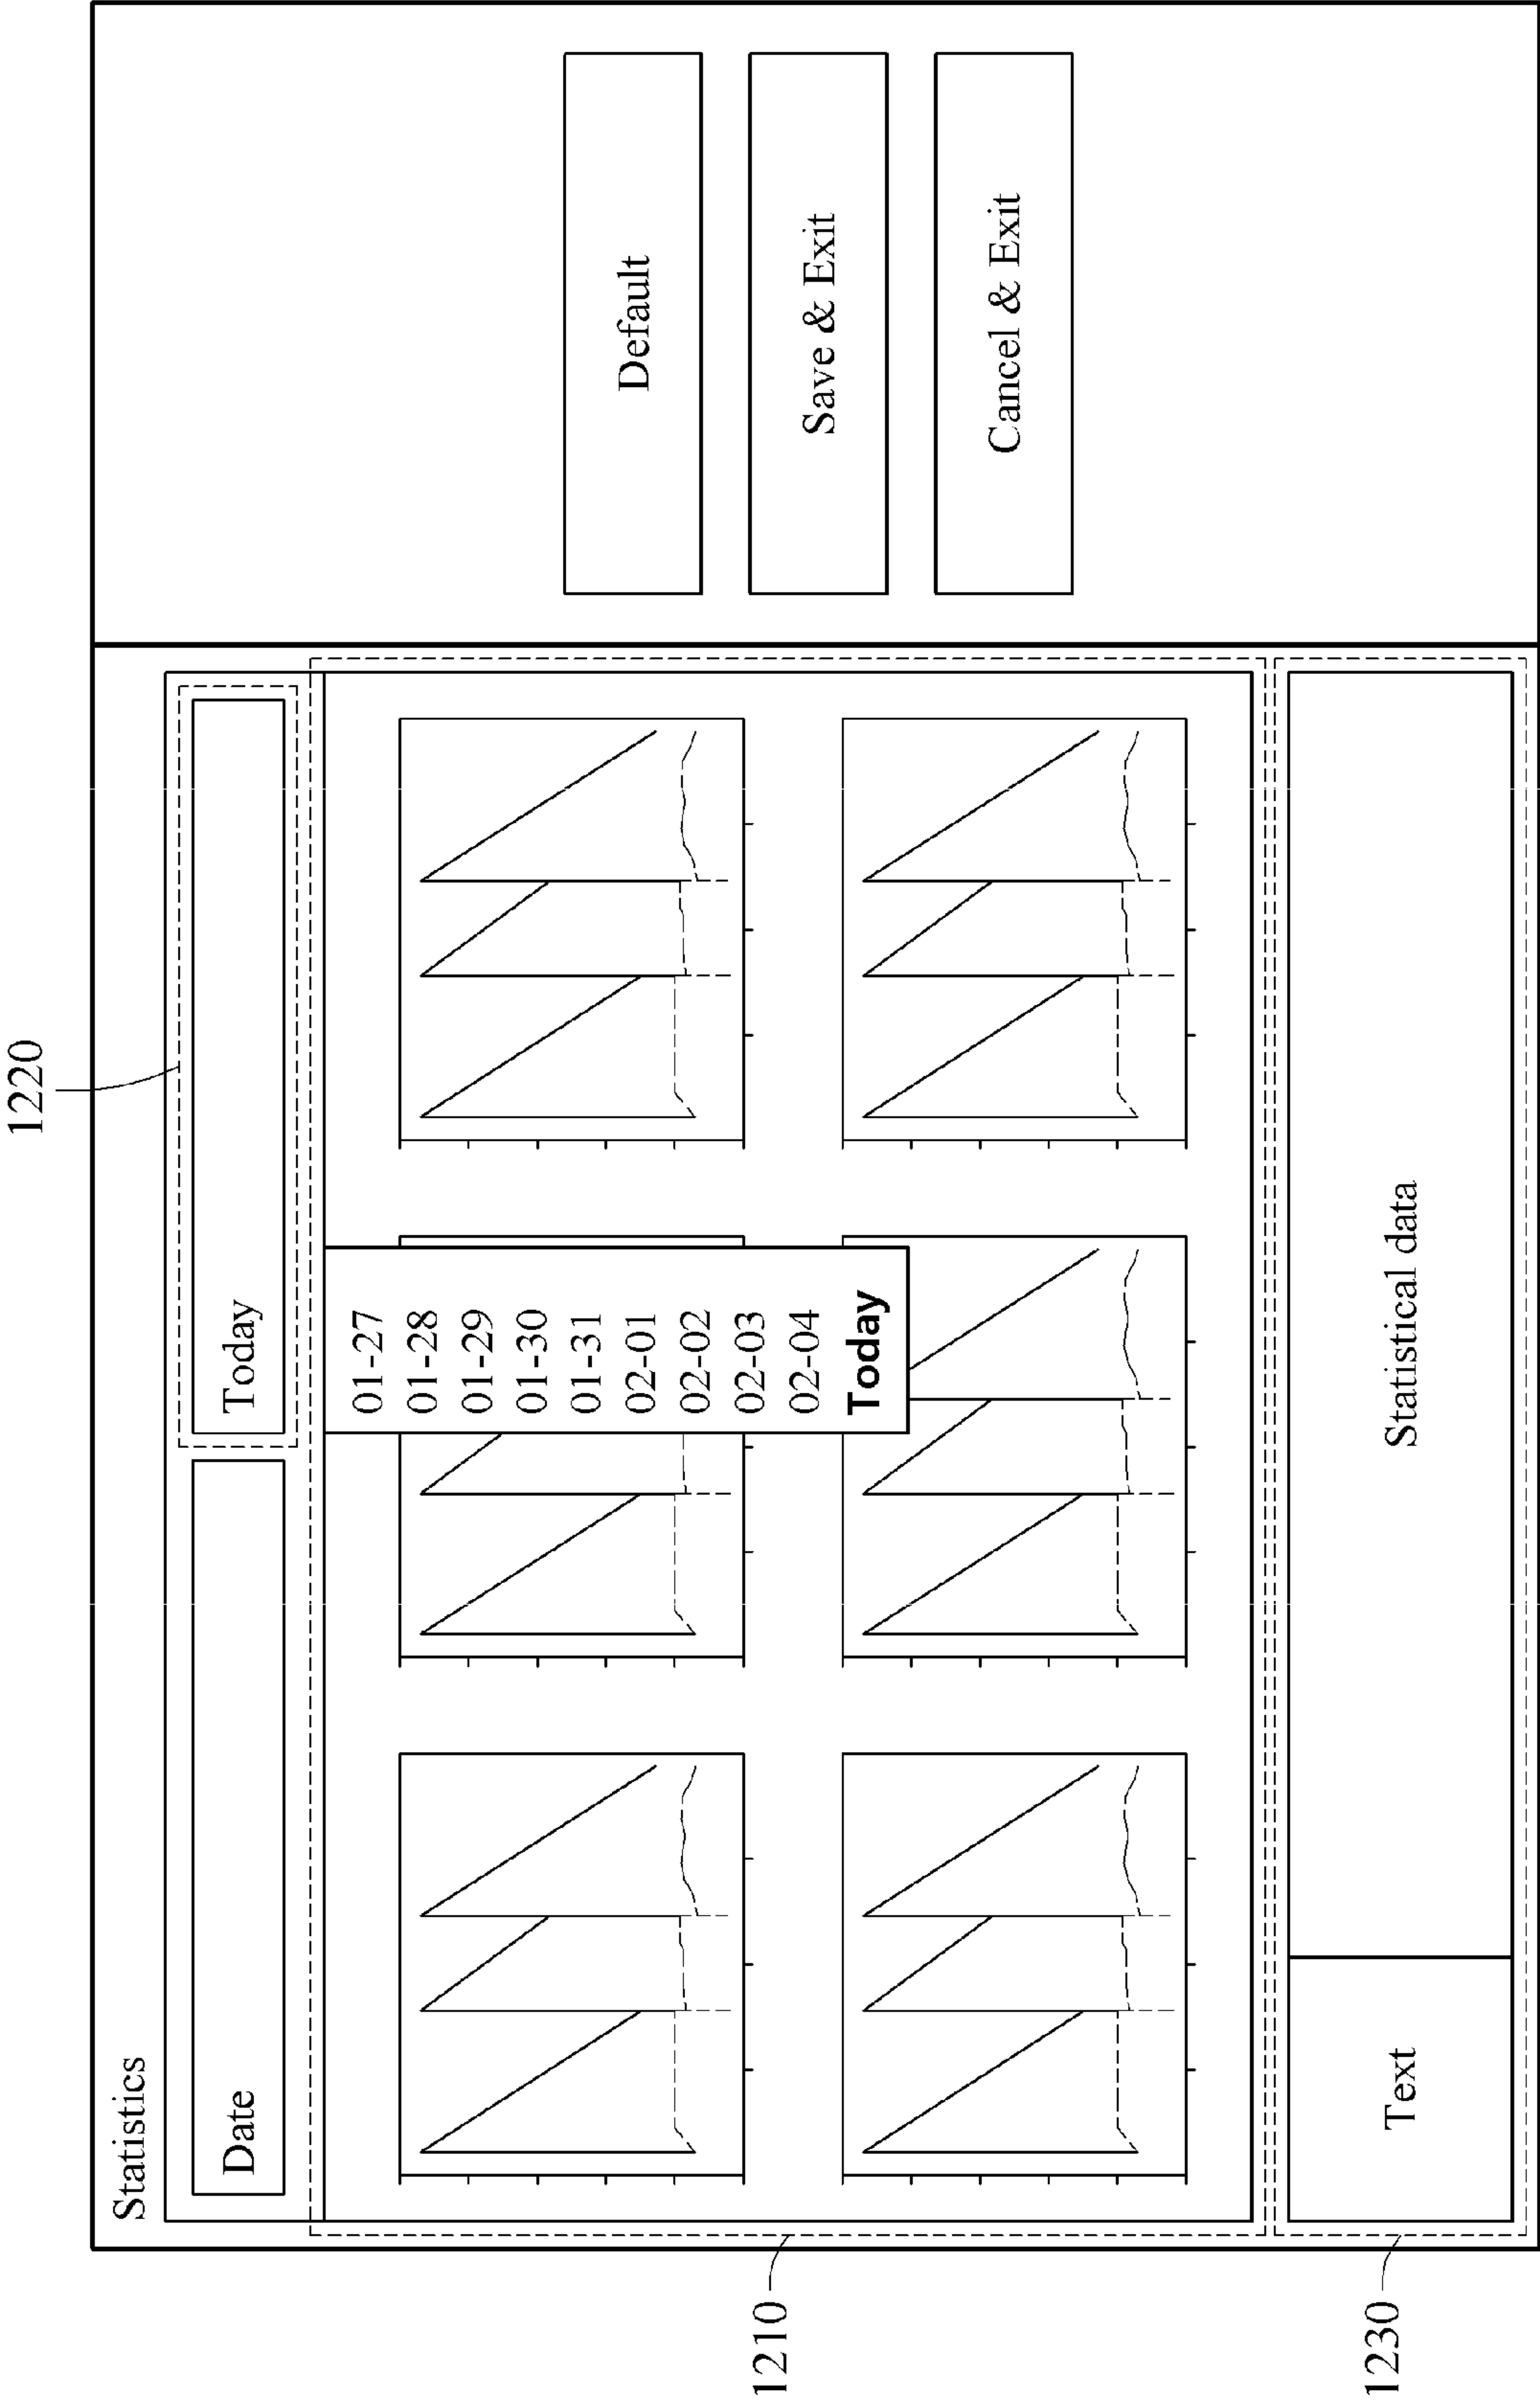 1220
Statistics
Date
Today
01-27
01-28
01-29
01-30
01-31
02-01
02-02
02-03
02-04
Today
Default
Save & Exit
Cancel & Exit
1210
Text
Statistical data
1230